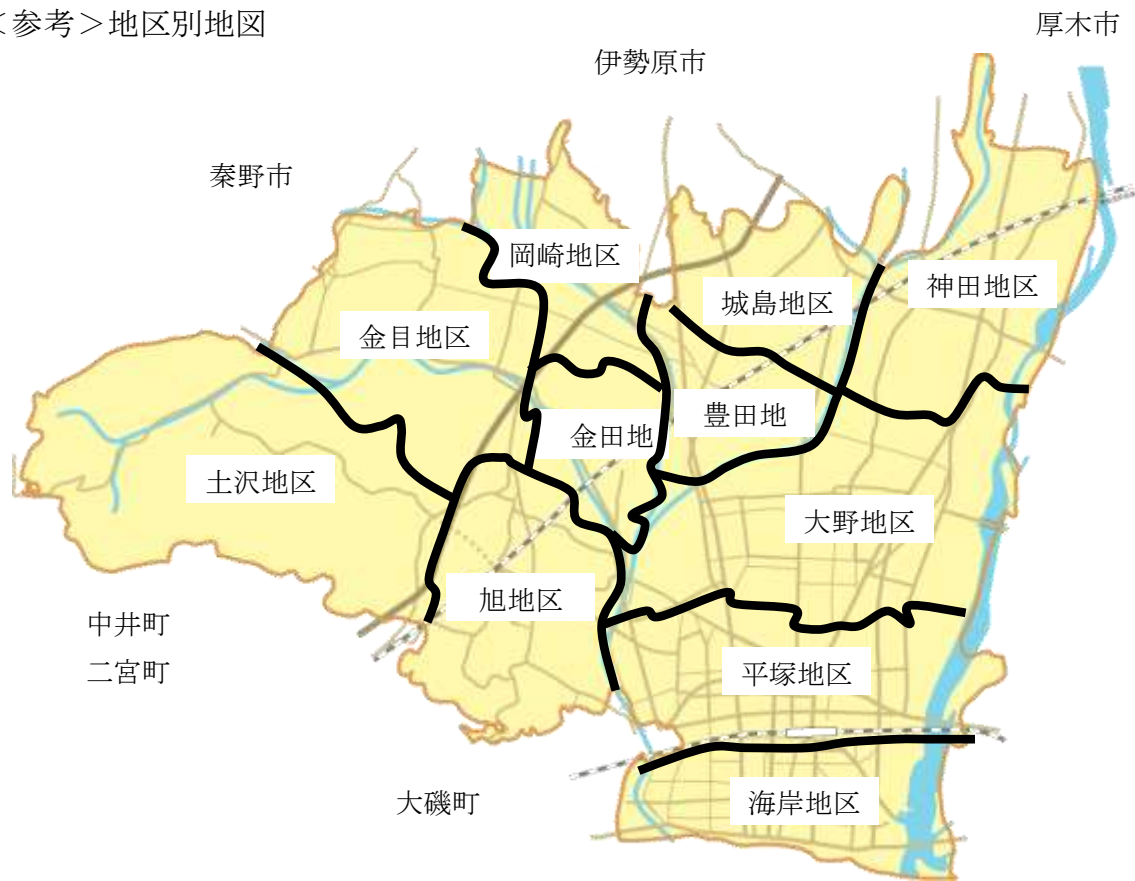 <参考>地区別地図
厚木市
伊勢原市
秦野市
岡崎地区
神田地区
城島地区
金目地区
豊田地
金田地
土沢地区
大野地区
旭地区
中井町
二宮町
平塚地区
大磯町
海岸地区